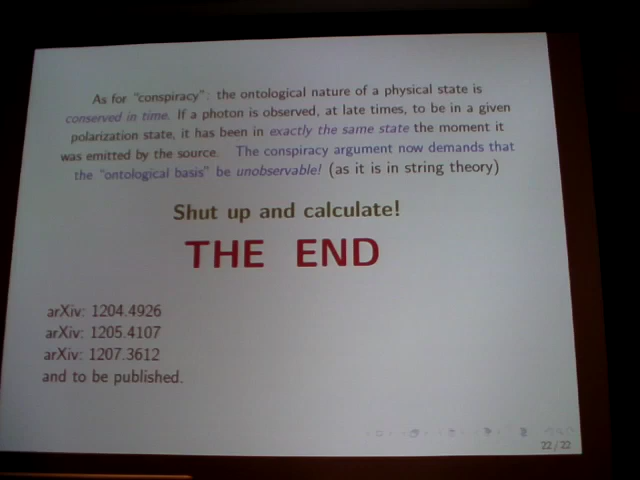 As for "conspiracy": the ontological nature of a physical state is
conserved in time. If a photon is observed, at late times, to be in a given
polarization state, it has been in exactly the same state the moment it
was emitted by the source. The conspiracy argument now demands that
the "ontological basis" be unobservable! (as it is in string theory)
Shut up and calculate!
THE END
arXiv: 1204.4926
arXiv: 1205.4107
arXiv: 1207.3612
and to be published.
22 / 22